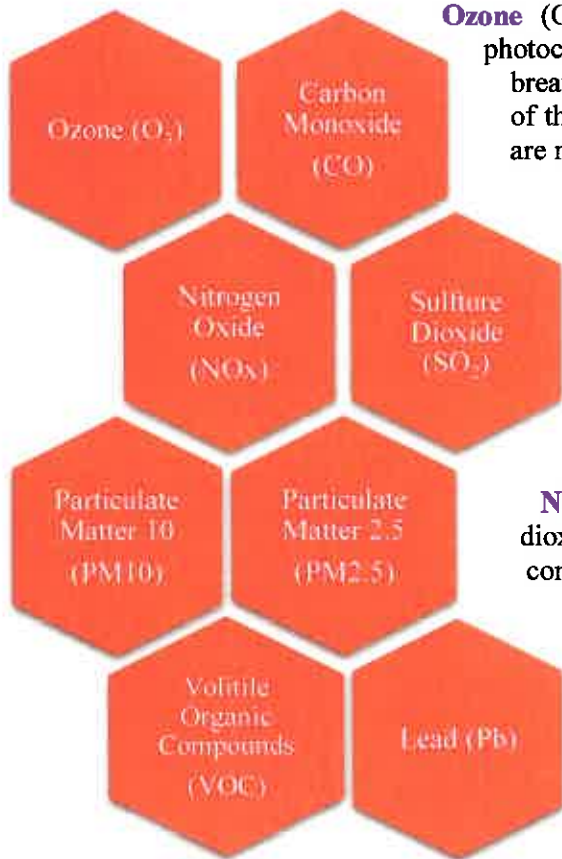 Ozone (O₃)
Carbon
Monoxide
(CO)
Nitrogen
Oxide
(NOx)
Sulfture
Dioxide
(SO₂)
Particulate
Matter 10
(PM10)
Particulate
Matter 2.5
(PM2.5)
Volitile
Organic
Compounds
(VOC)
Lead (Pb)
Ozone (
photoc
brea
of th
are n
N
diox
con